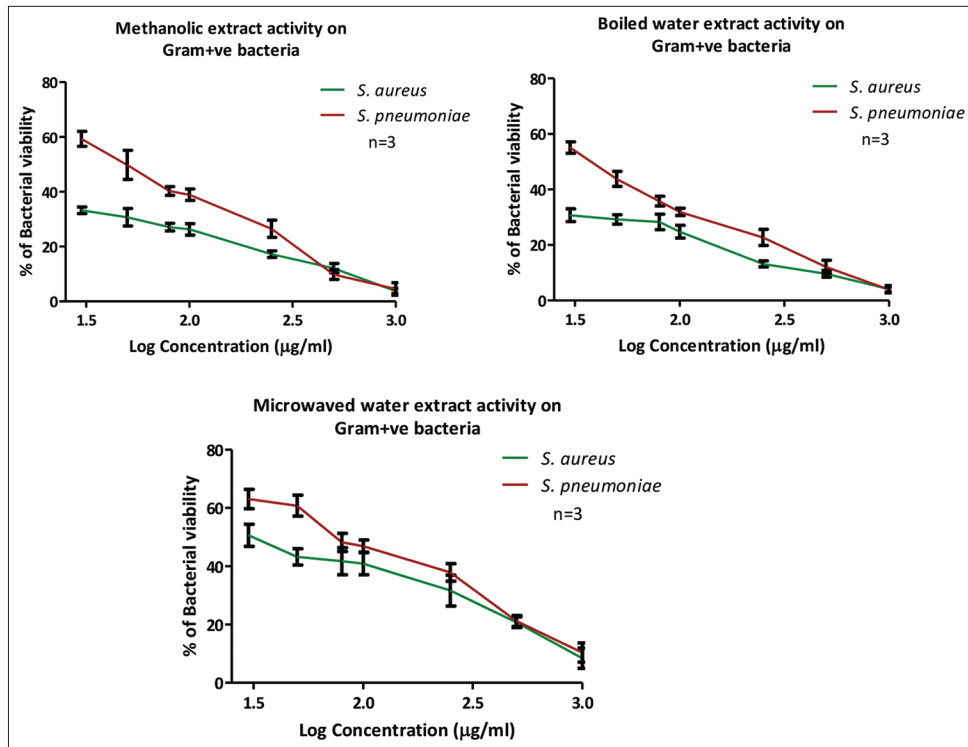 Methanolic extract activity on
Gram+ve bacteria
% of Bacterial viability
80
60
40
20
0
S. aureus
S. pneumoniae
n=3
1.5 2.0 2.5 3.0
Log Concentration (µg/ml)
Boiled water extract activity on
Gram+ve bacteria
% of Bacterial viability
80
60
40
20
0
S. aureus
S. pneumoniae
n=3
1.5 2.0 2.5 3.0
Log Concentration (µg/ml)
Microwaved water extract activity on
Gram+ve bacteria
% of Bacterial viability
80
60
40
20
0
S. aureus
S. pneumoniae
n=3
1.5 2.0 2.5 3.0
Log Concentration (µg/ml)